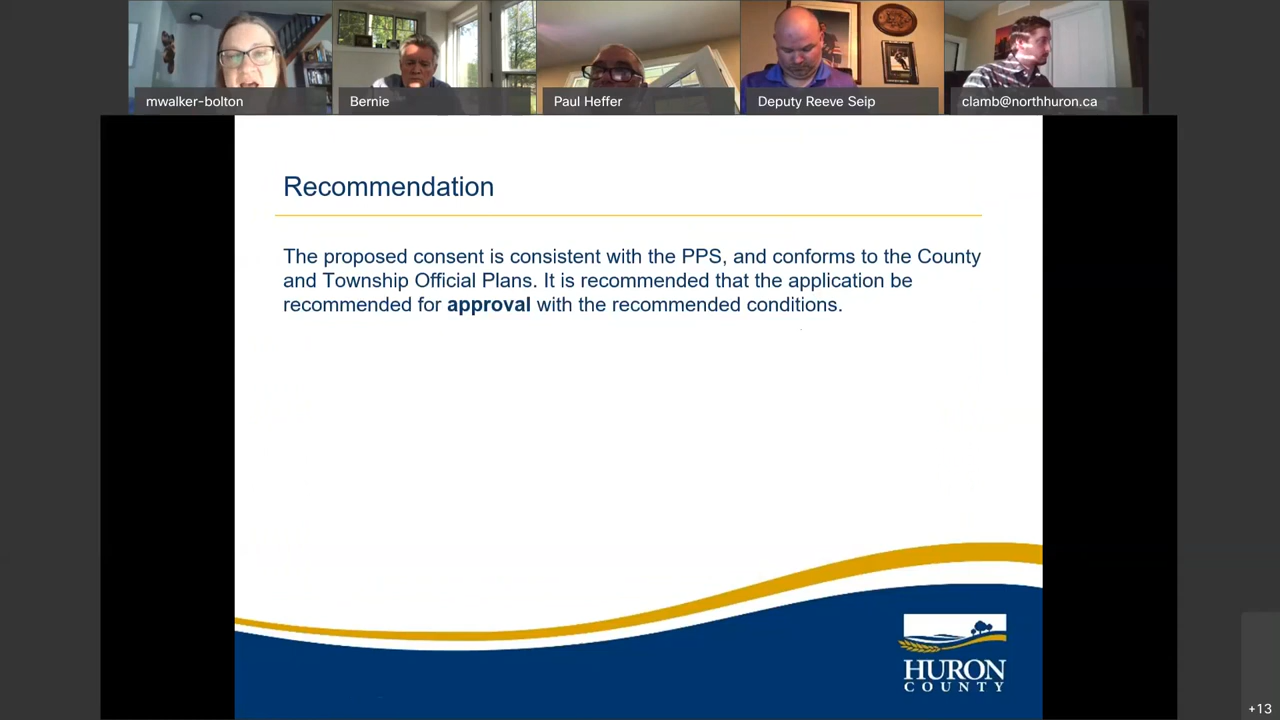 mwalker-bolton
Bernie
Paul Heffer
Deputy Reeve Seip
clamb@northhuron.ca
Recommendation
The proposed consent is consistent with the PPS, and conforms to the County
and Township Official Plans. It is recommended that the application be
recommended for approval with the recommended conditions.
HURON
COUNTY
+13